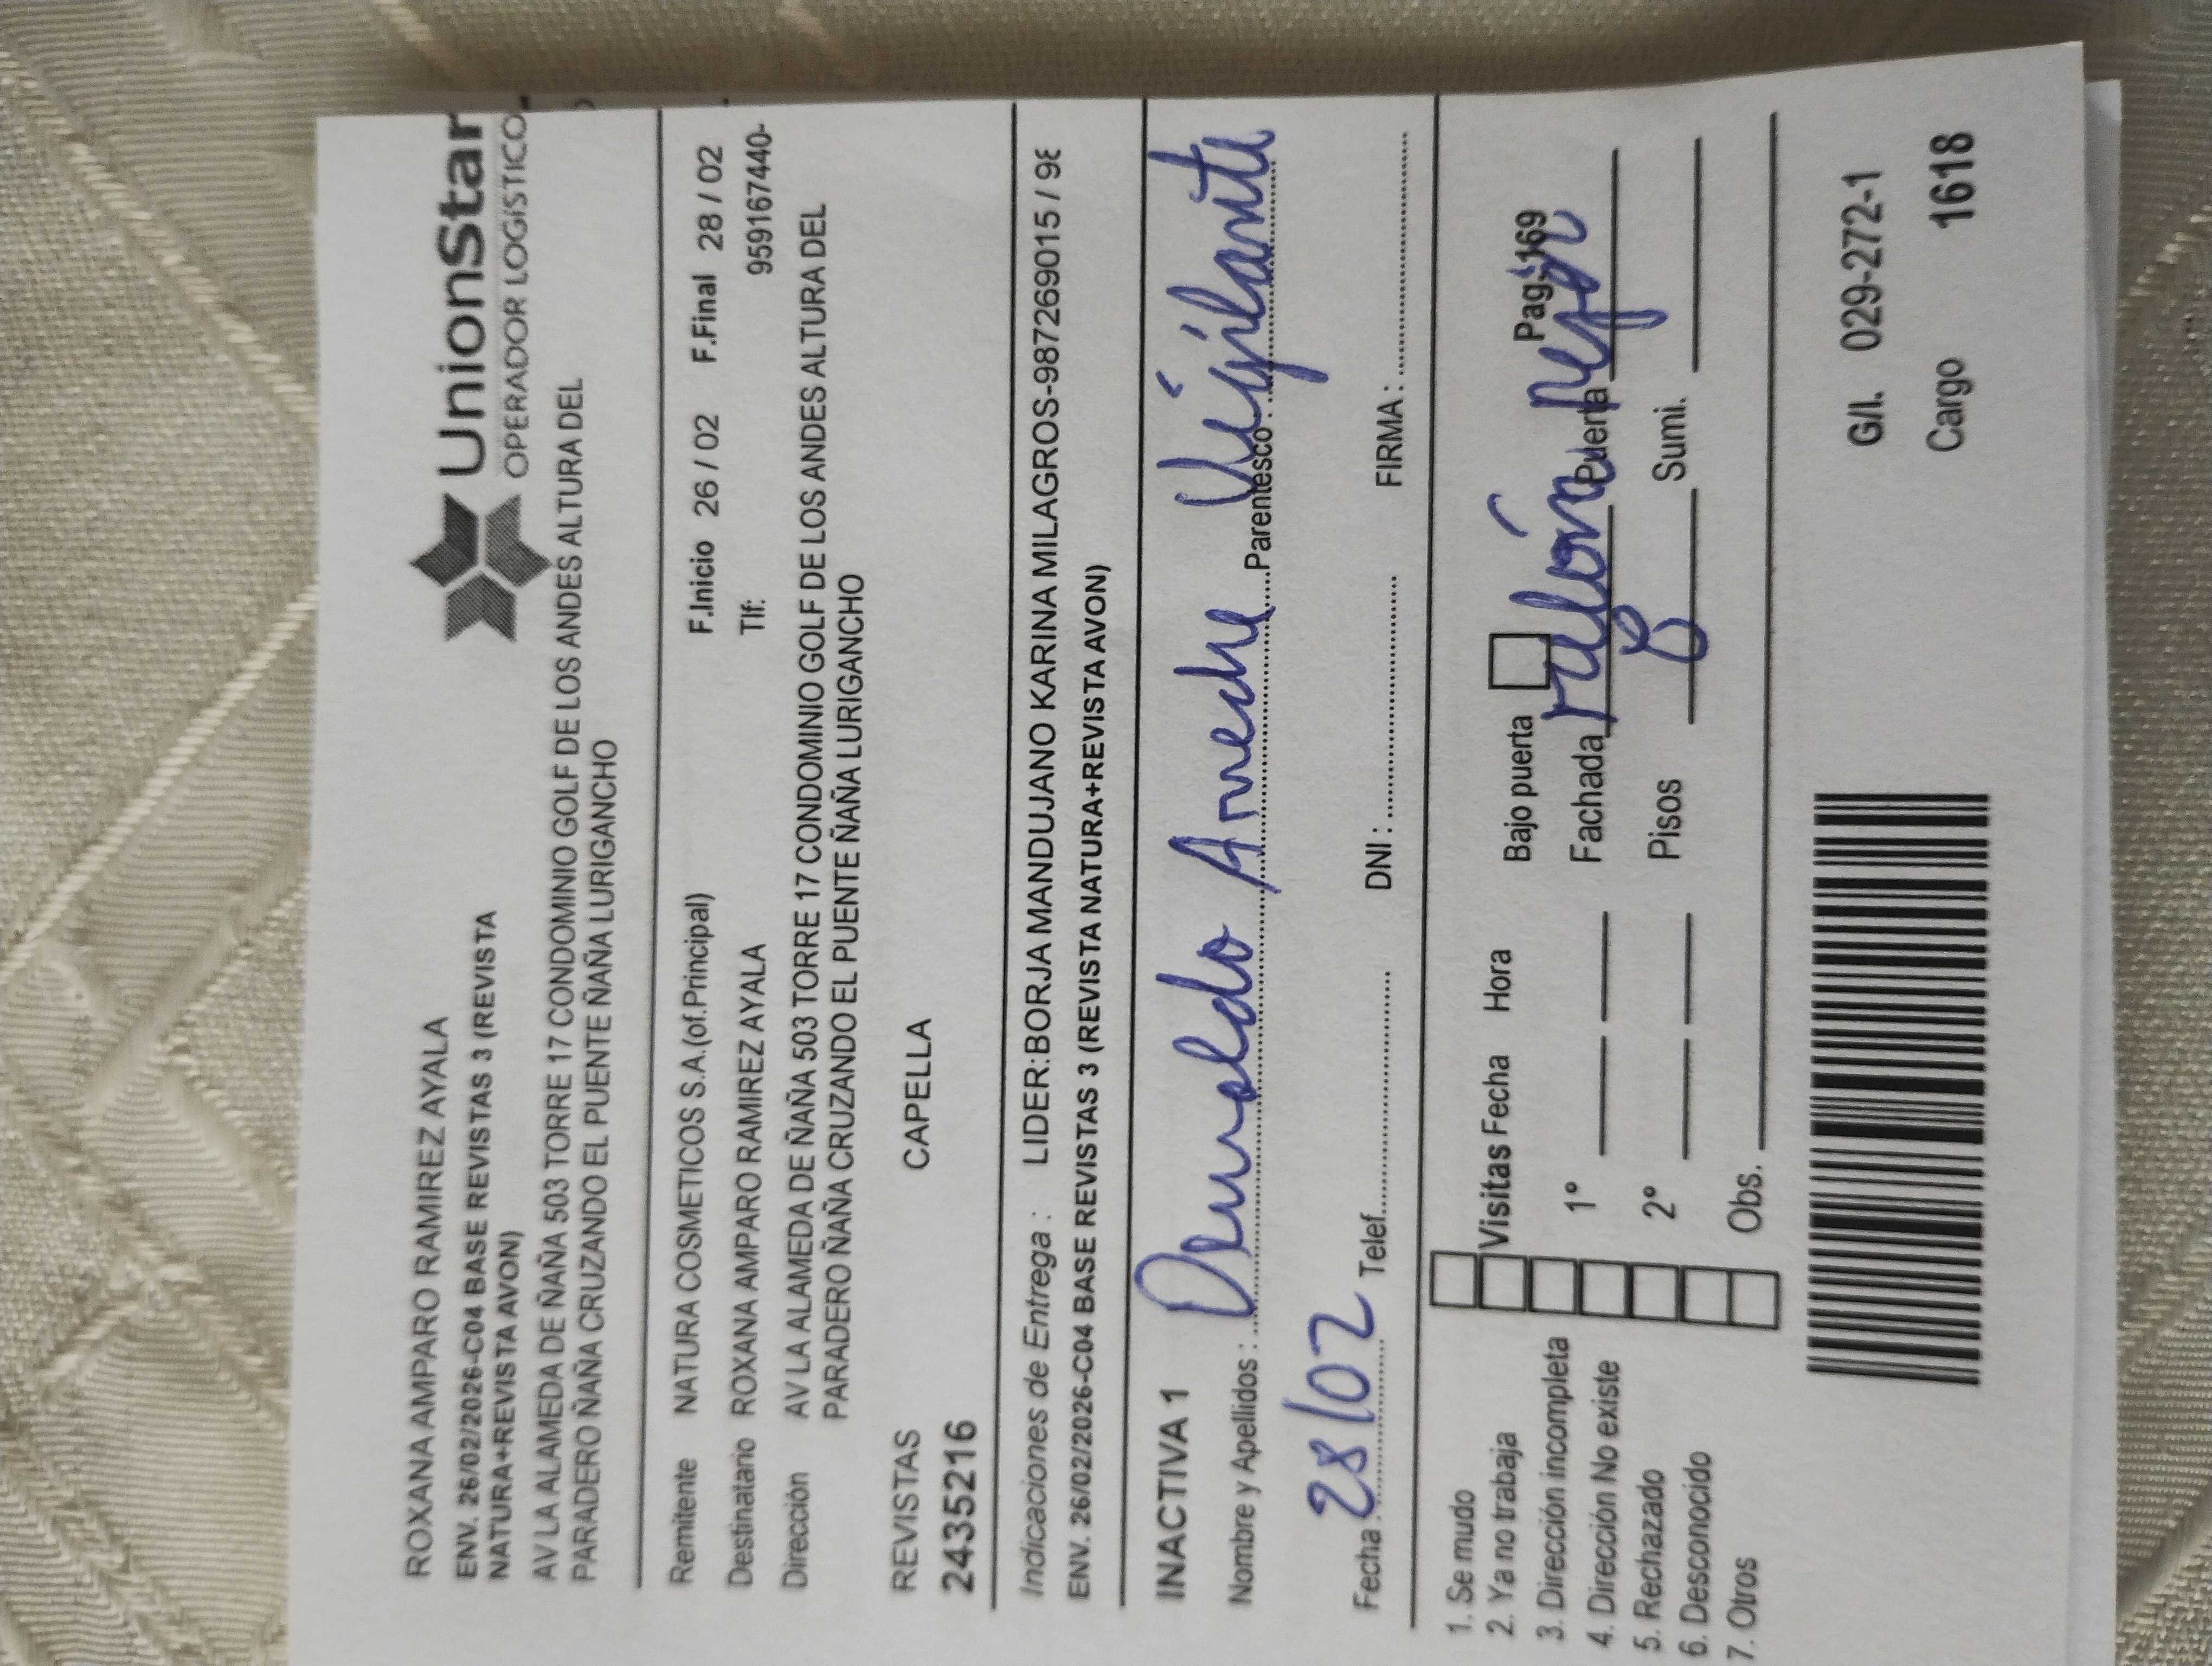 UnionStar
OPERADOR LOGÍSTICO
ROXANA AMPARO RAMIREZ AYALA
ENV. 26/02/2026-C04 BASE REVISTAS 3 (REVISTA
NATURA+REVISTA AVON)
AV LA ALAMEDA DE ÑAÑA 503 TORRE 17 CONDOMINIO GOLF DE LOS ANDES ALTURA DEL
PARADERO ÑAÑA CRUZANDO EL PUENTE ÑAÑA LURIGANCHO
Remitente NATURA COSMETICOS S.A.(of.Principal) F.Inicio 26 / 02 F.Final 28 / 02
Destinatario ROXANA AMPARO RAMIREZ AYALA Tlf: 959167440-
Dirección AV LA ALAMEDA DE ÑAÑA 503 TORRE 17 CONDOMINIO GOLF DE LOS ANDES ALTURA DEL
PARADERO ÑAÑA CRUZANDO EL PUENTE ÑAÑA LURIGANCHO
REVISTAS CAPELLA
2435216
Indicaciones de Entrega : LIDER:BORJA MANDUJANO KARINA MILAGROS-987269015 / 98
ENV. 26/02/2026-C04 BASE REVISTAS 3 (REVISTA NATURA+REVISTA AVON)
INACTIVA 1
Nombre y Apellidos : Parentesco : Vigilante
Fecha : 28/02 Telef. DNI : FIRMA :
1. Se mudo
2. Ya no trabaja Visitas Fecha Hora Bajo puerta Pag:169
3. Dirección incompleta
4. Dirección No existe 1º Fachada Puerta negr
5. Rechazado 2º Pisos Sumi.
6. Desconocido
7. Otros Obs.
G/I. 029-272-1
Cargo 1618